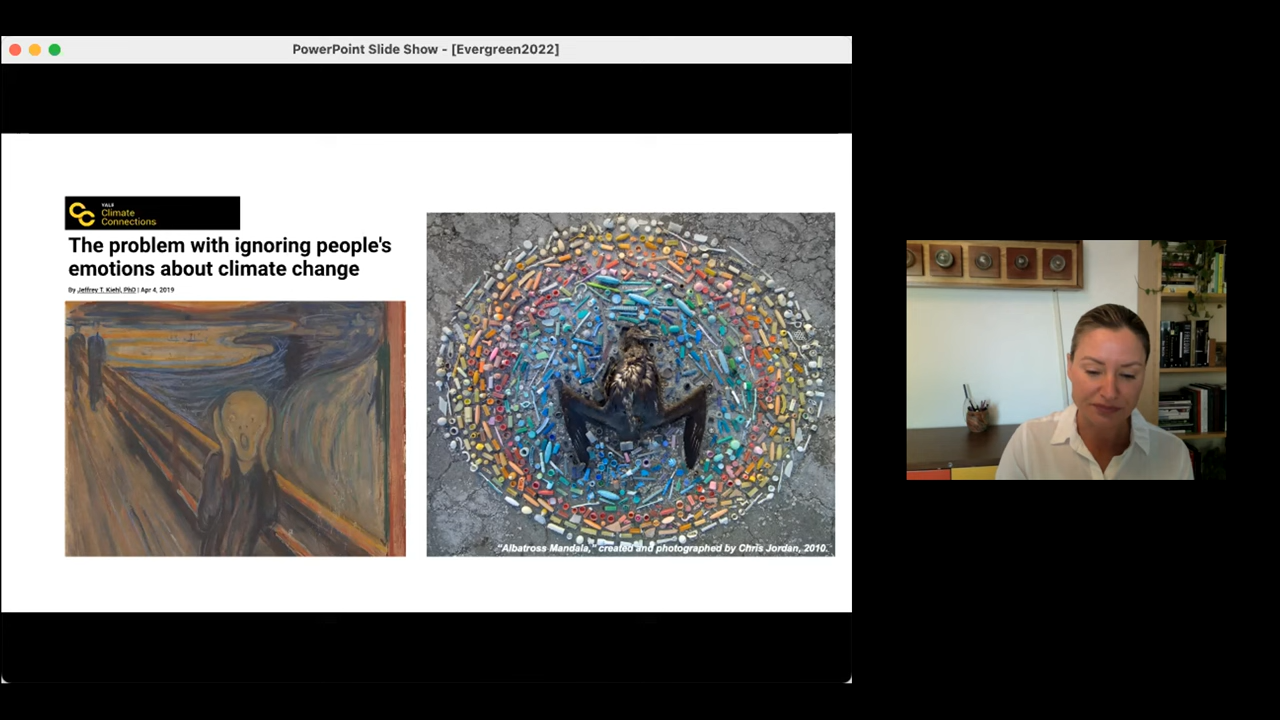 PowerPoint Slide Show - [Evergreen2022]
YALE
Climate
Connections
The problem with ignoring people's
emotions about climate change
By Jeffrey T. Kiehl, PhD | Apr 4, 2019
"Albatross Mandala," created and photographed by Chris Jordan, 2010.